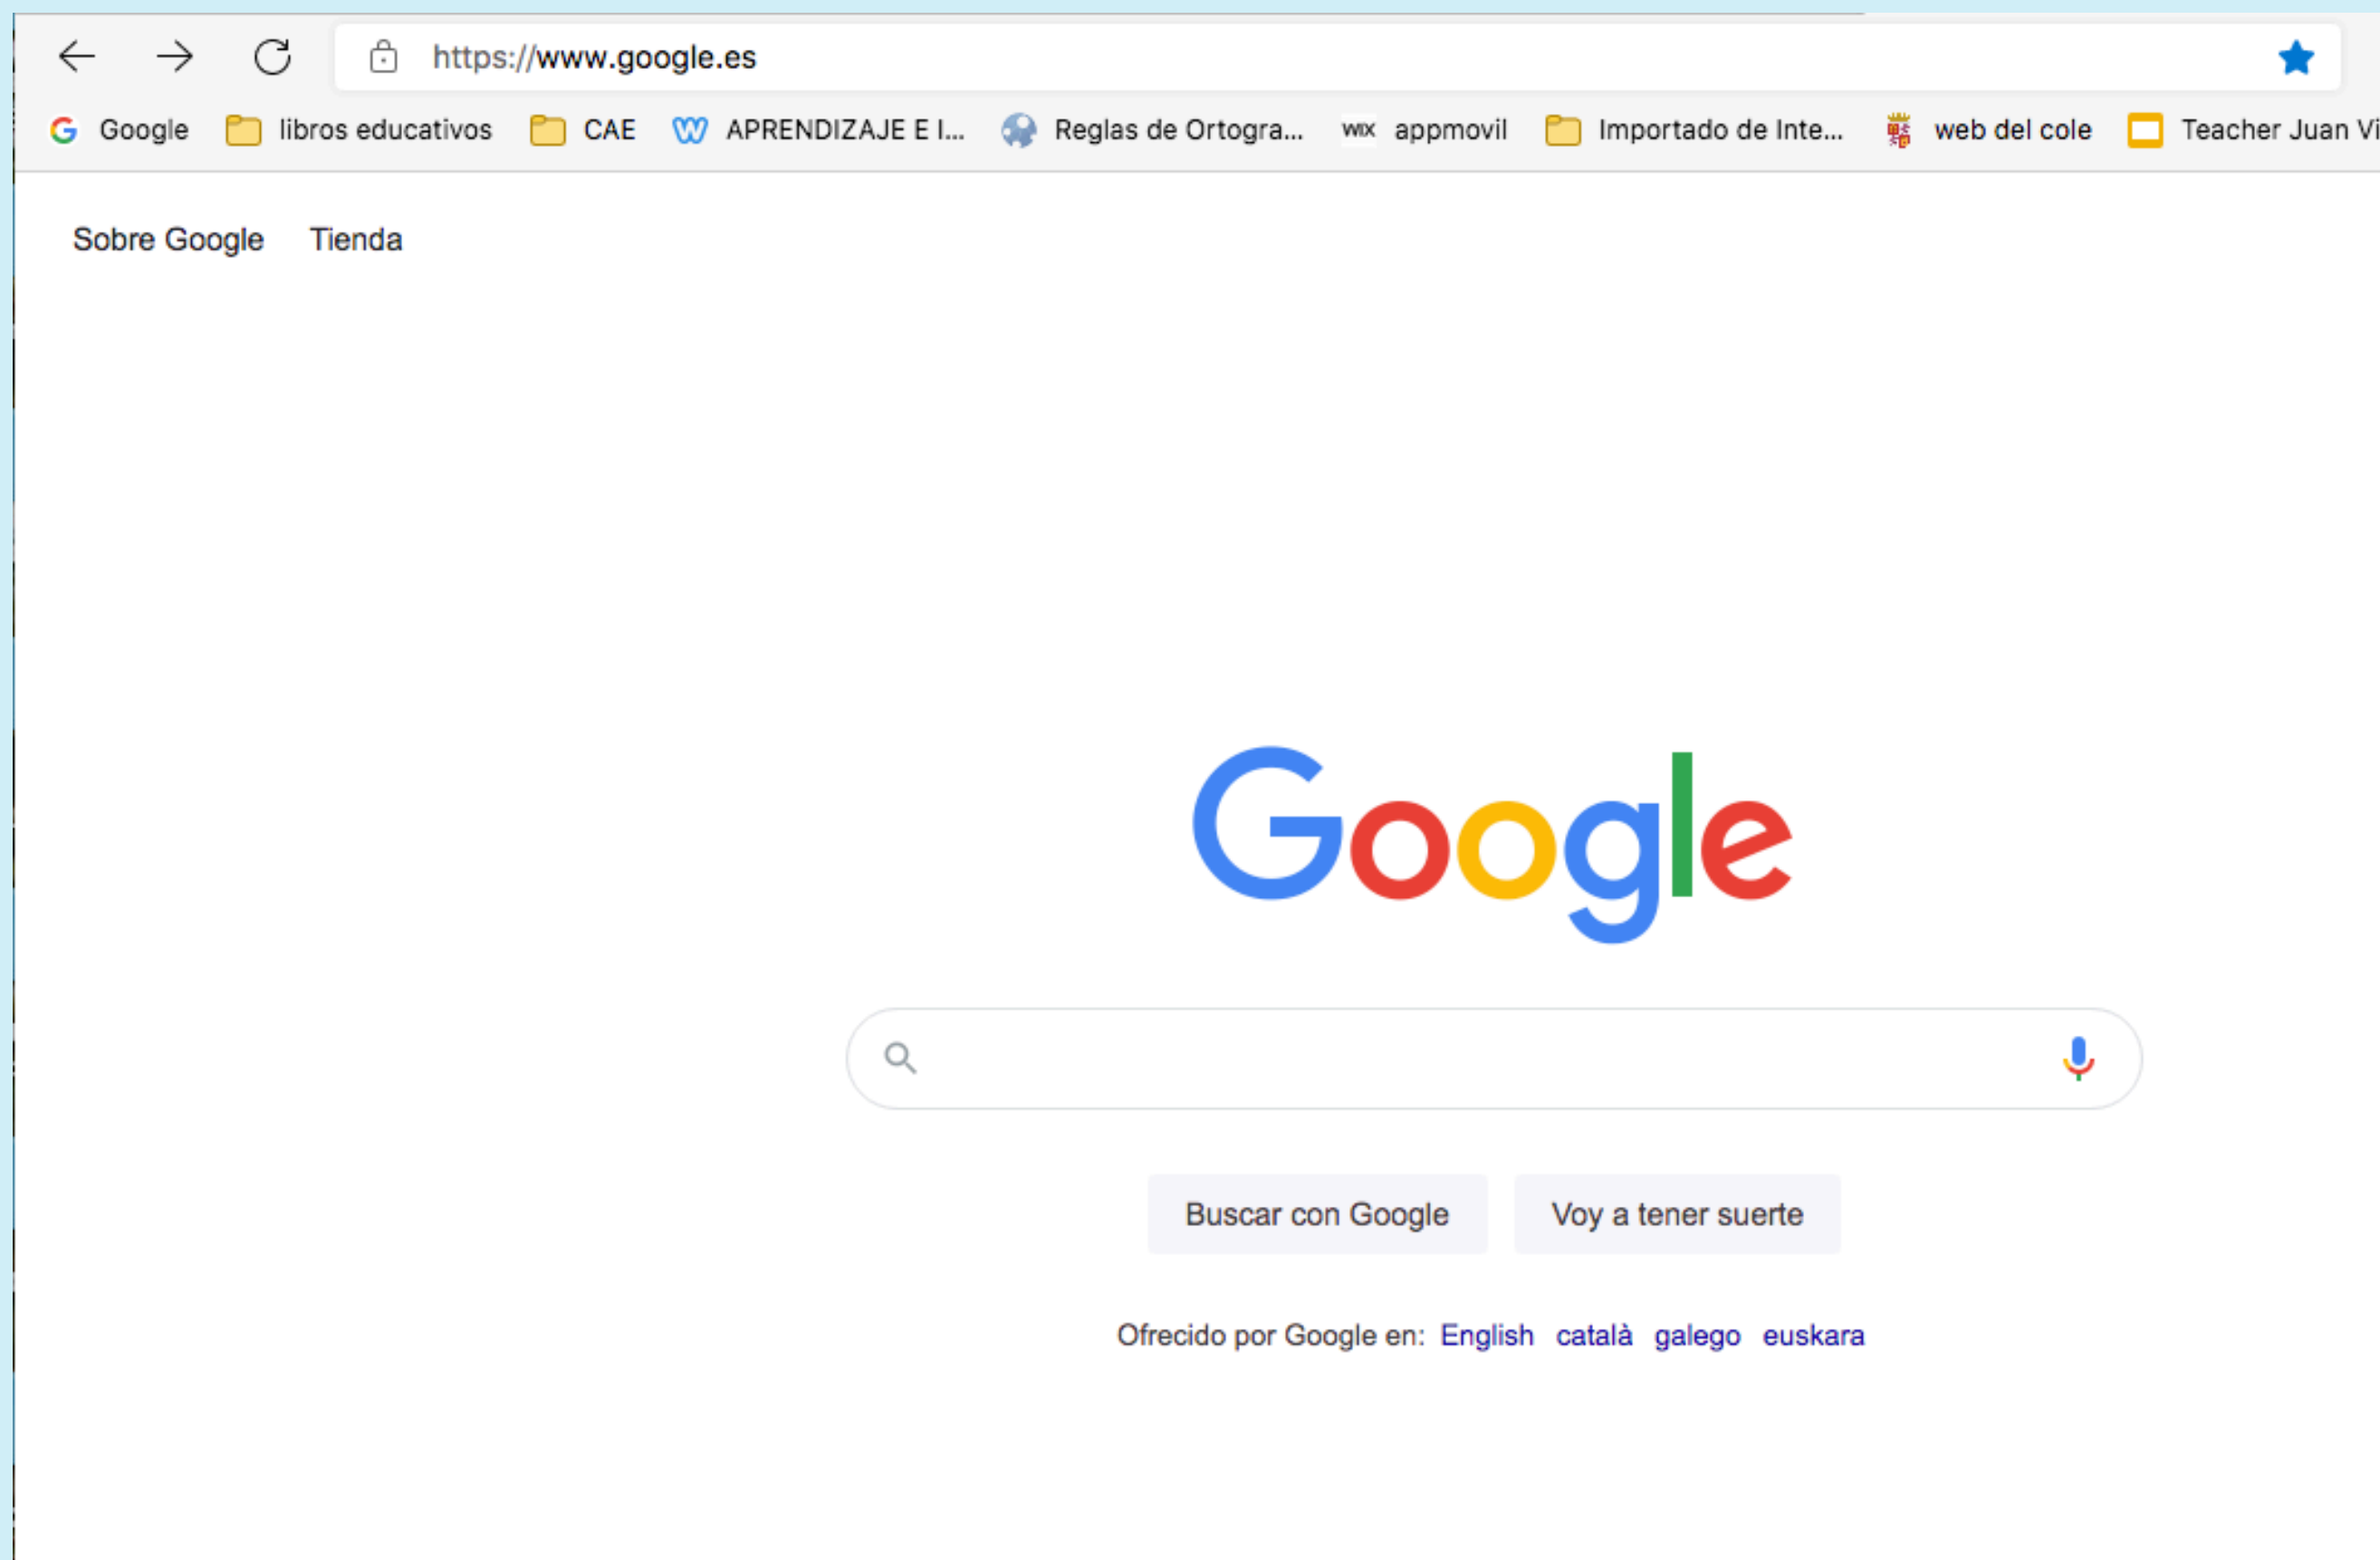 https://www.google.es
Google libros educativos CAE APRENDIZAJE E I... Reglas de Ortogra... WIX appmovil Importado de Inte... web del cole Teacher Juan Vi
Sobre Google Tienda
Google
Buscar con Google Voy a tener suerte
Ofrecido por Google en: English català galego euskara